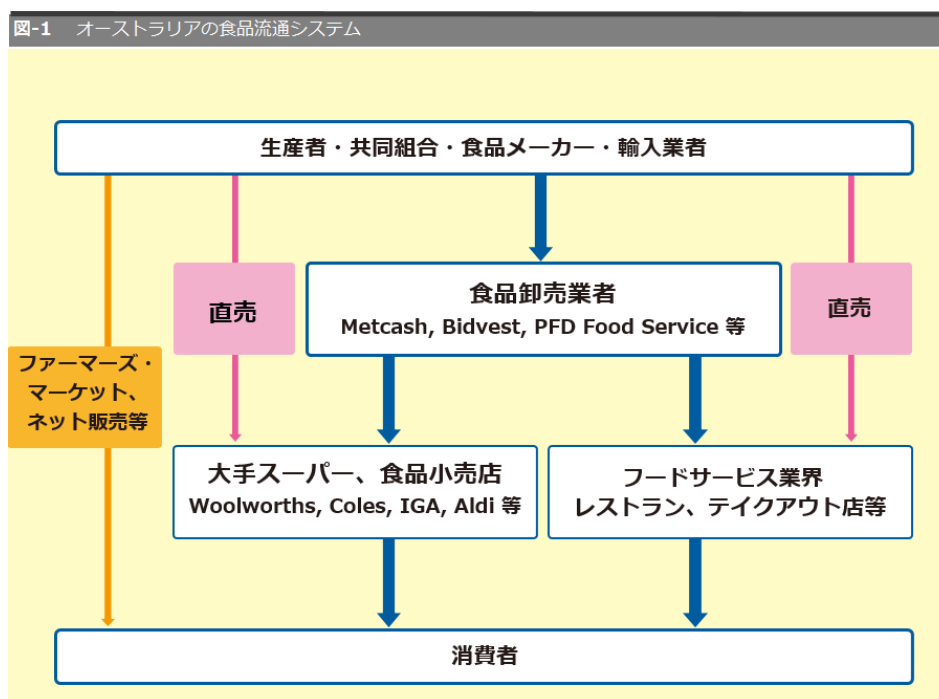 図-1 オーストラリアの食品流通システム
生産者・共同組合・食品メーカー・輸入業者
直売
食品卸売業者
Metcash, Bidvest, PFD Food Service 等
直売
ファーマーズ・
マーケット、
ネット販売等
大手スーパー、食品小売店
Woolworths, Coles, IGA, Aldi 等
フードサービス業界
レストラン、テイクアウト店等
消費者